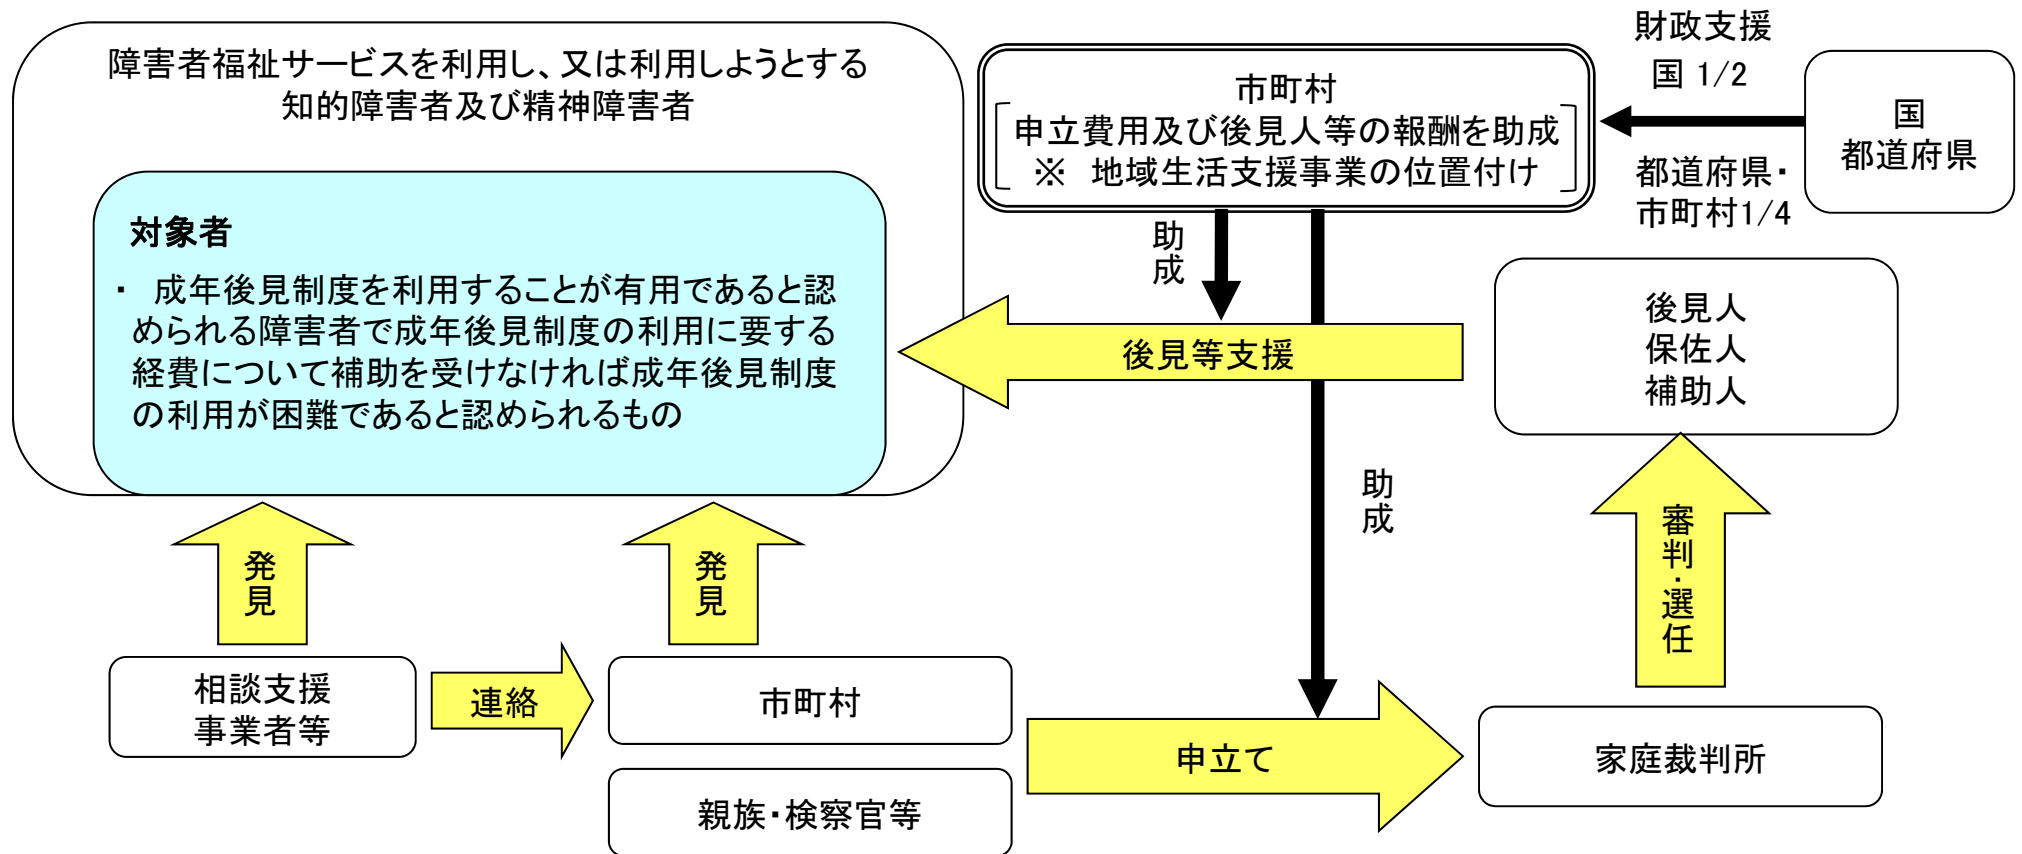 障害者福祉サービスを利用し、又は利用しようとする
知的障害者及び精神障害者
対象者
・ 成年後見制度を利用することが有用であると認
められる障害者で成年後見制度の利用に要する
経費について補助を受けなければ成年後見制度
の利用が困難であると認められるもの
市町村
申立費用及び後見人等の報酬を助成
※ 地域生活支援事業の位置付け
財政支援
国 1/2
都道府県・
市町村1/4
国
都道府県
助成
後見等支援
後見人
保佐人
補助人
助成
審判・選任
発見
発見
相談支援
事業者等
連絡
市町村
親族・検察官等
申立て
家庭裁判所